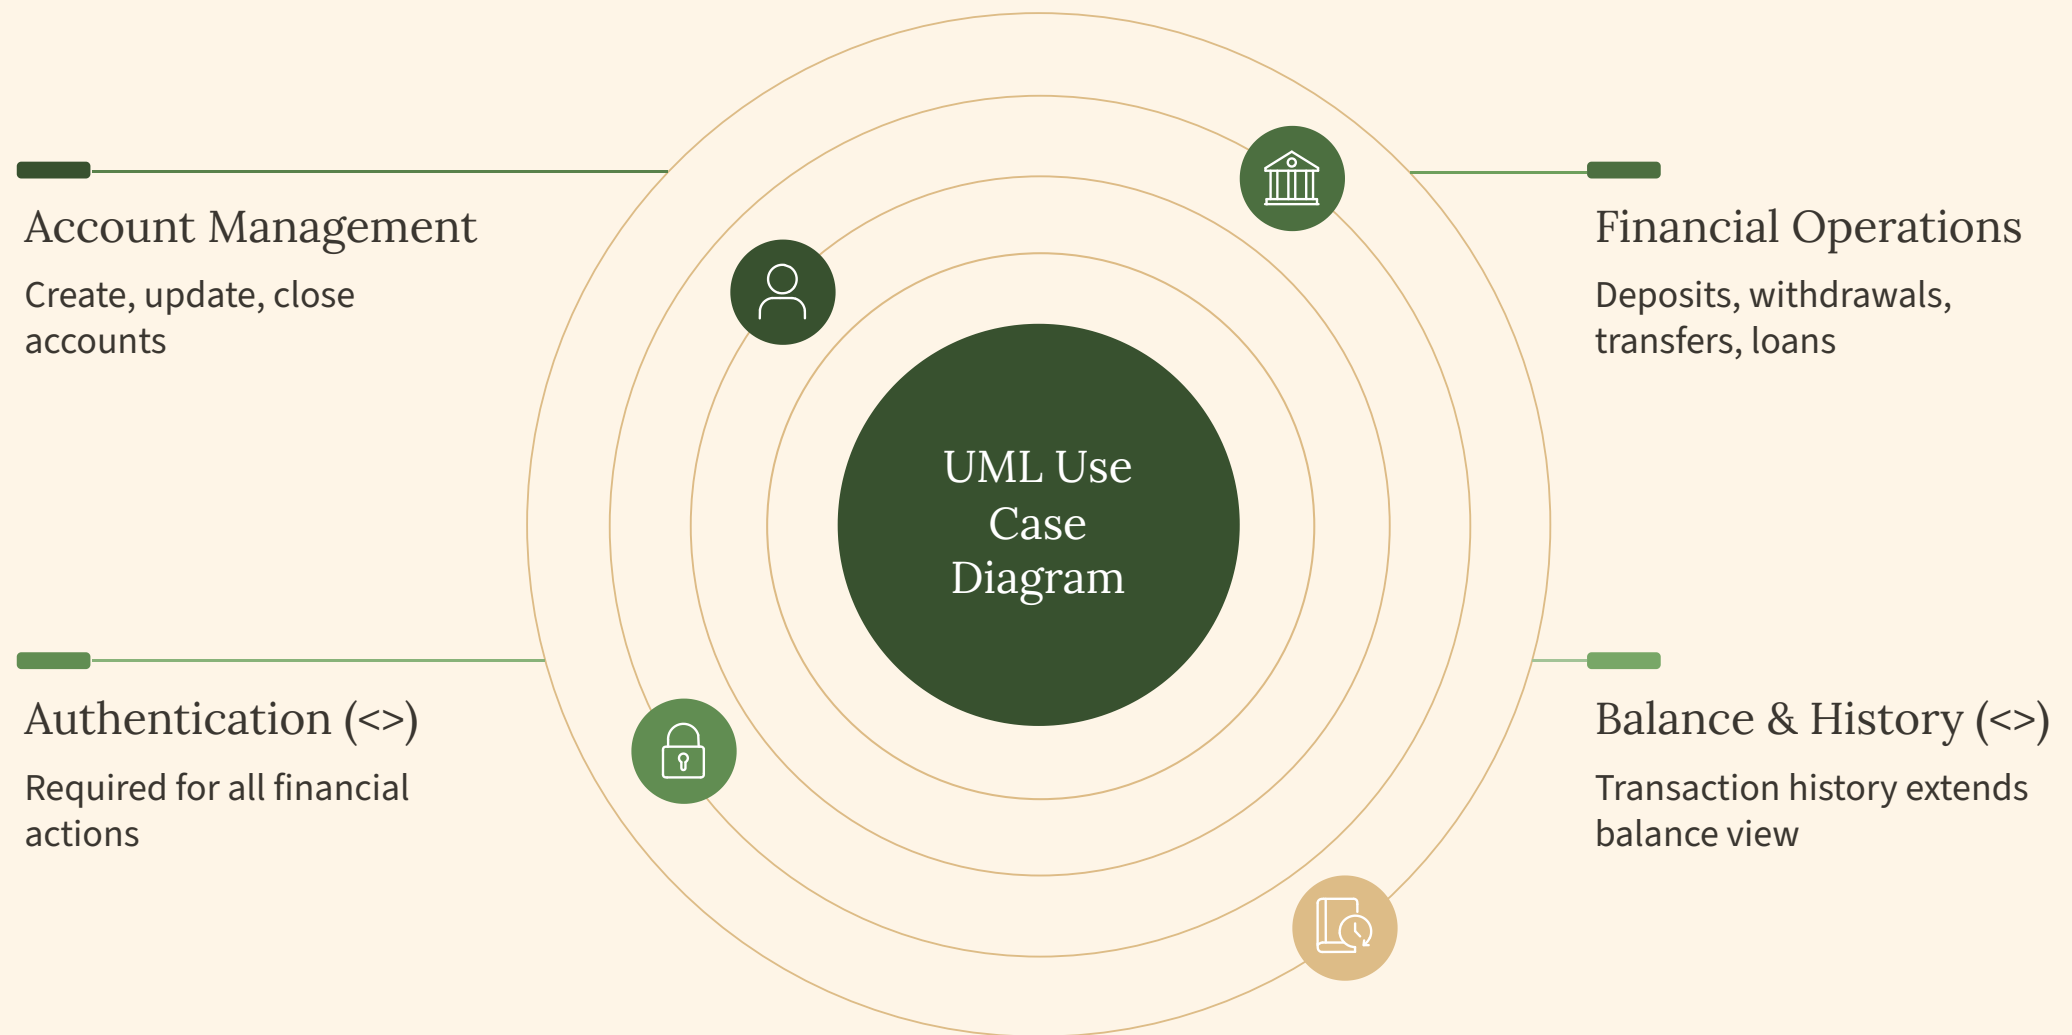 Account Management
Create, update, close
accounts
Financial Operations
Deposits, withdrawals,
transfers, loans
UML Use
Case
Diagram
Authentication (<>)
Required for all financial
actions
Balance & History (<>)
Transaction history extends
balance view